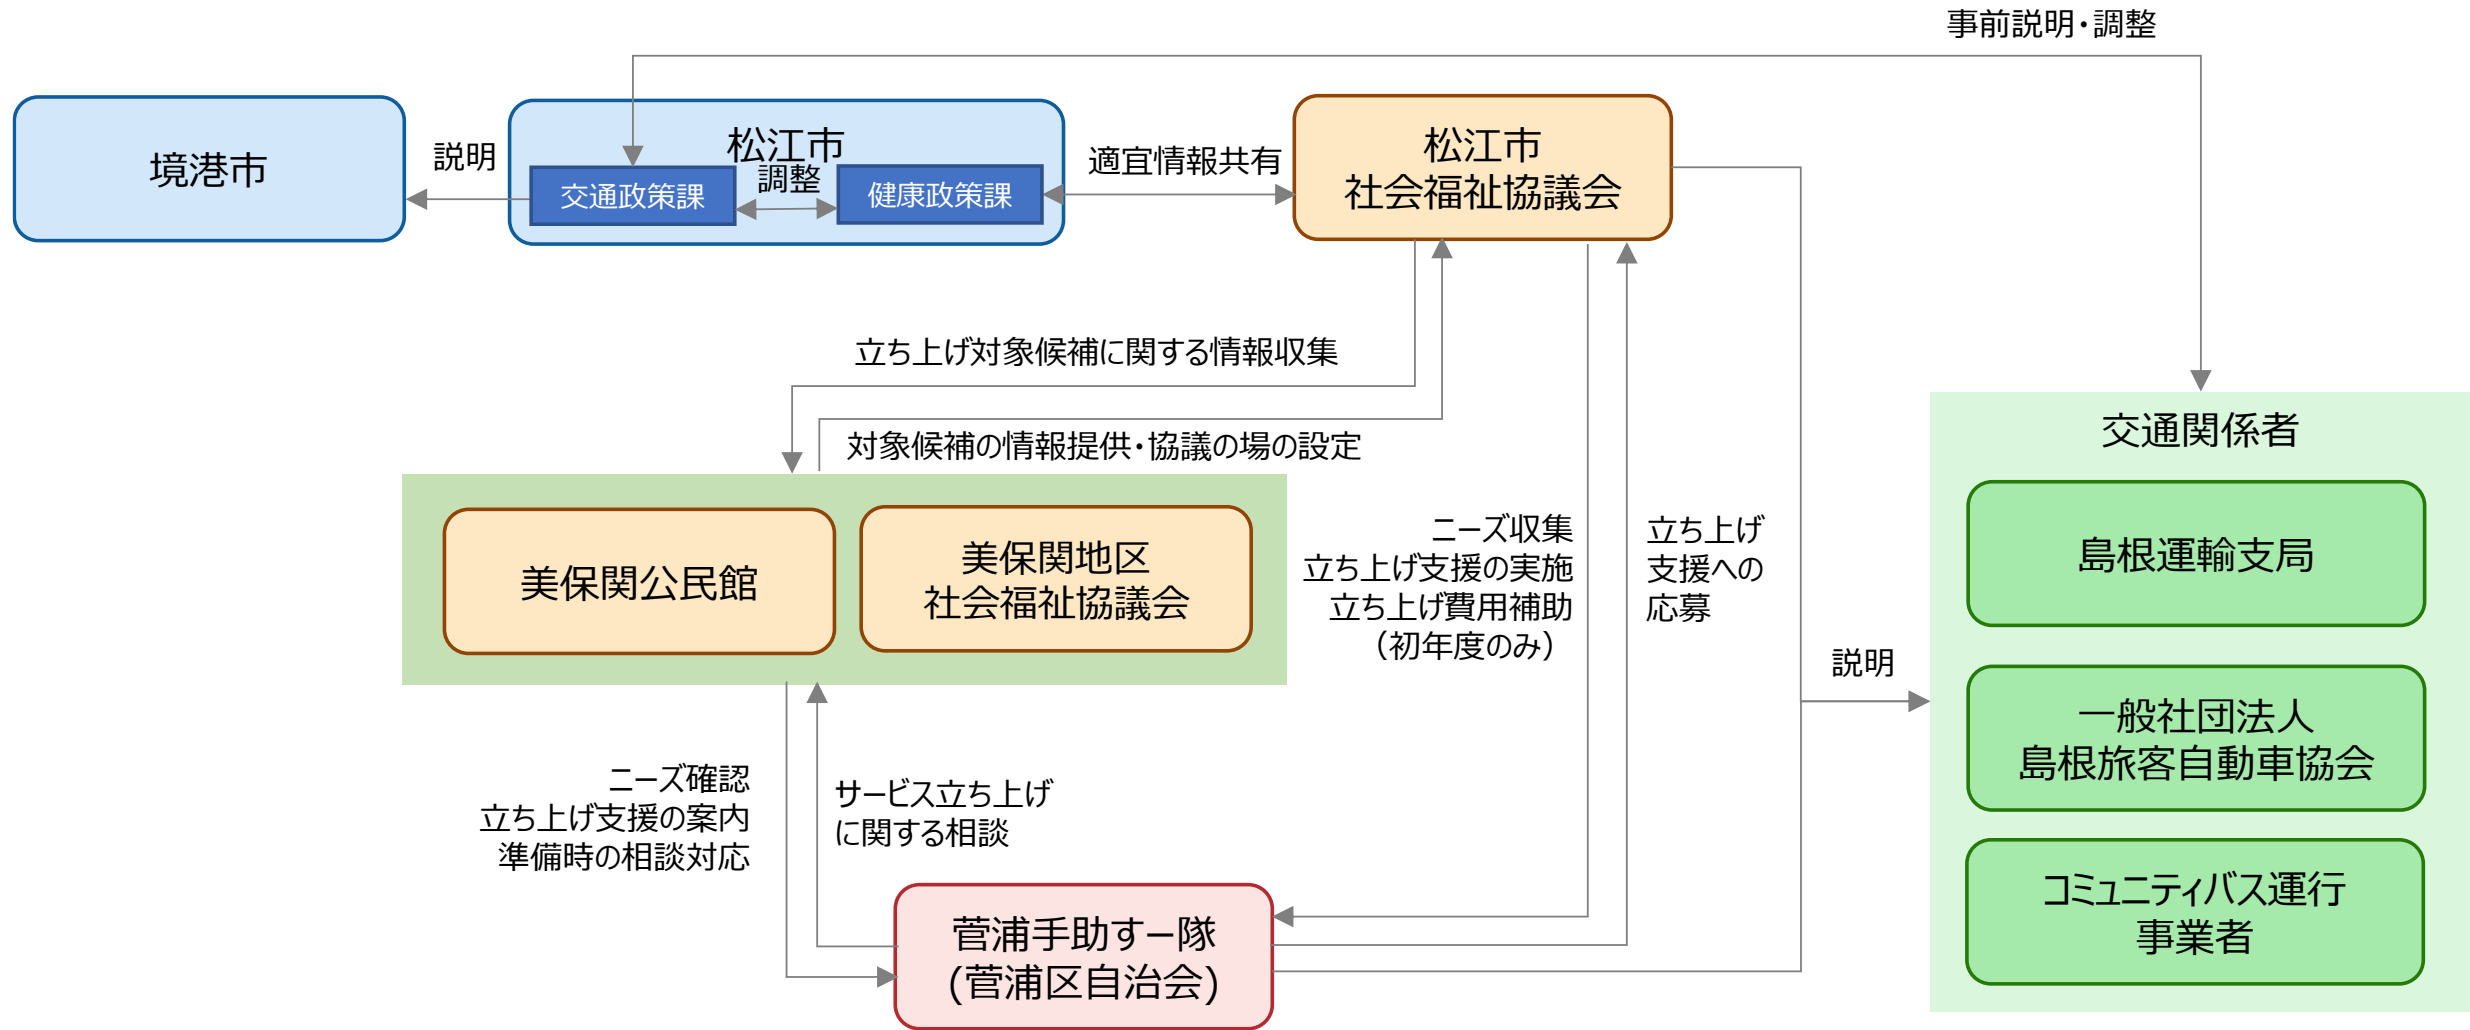 事前説明・調整
境港市
説明
松江市
調整
交通政策課
健康政策課
適宜情報共有
松江市
社会福祉協議会
立ち上げ対象候補に関する情報収集
対象候補の情報提供・協議の場の設定
交通関係者
島根運輸支局
一般社団法人
島根旅客自動車協会
コミュニティバス運行
事業者
美保関公民館
美保関地区
社会福祉協議会
ニーズ収集
立ち上げ支援の実施
立ち上げ費用補助
（初年度のみ）
立ち上げ
支援への
応募
説明
ニーズ確認
立ち上げ支援の案内
準備時の相談対応
サービス立ち上げ
に関する相談
菅浦手助すー隊
(菅浦区自治会)